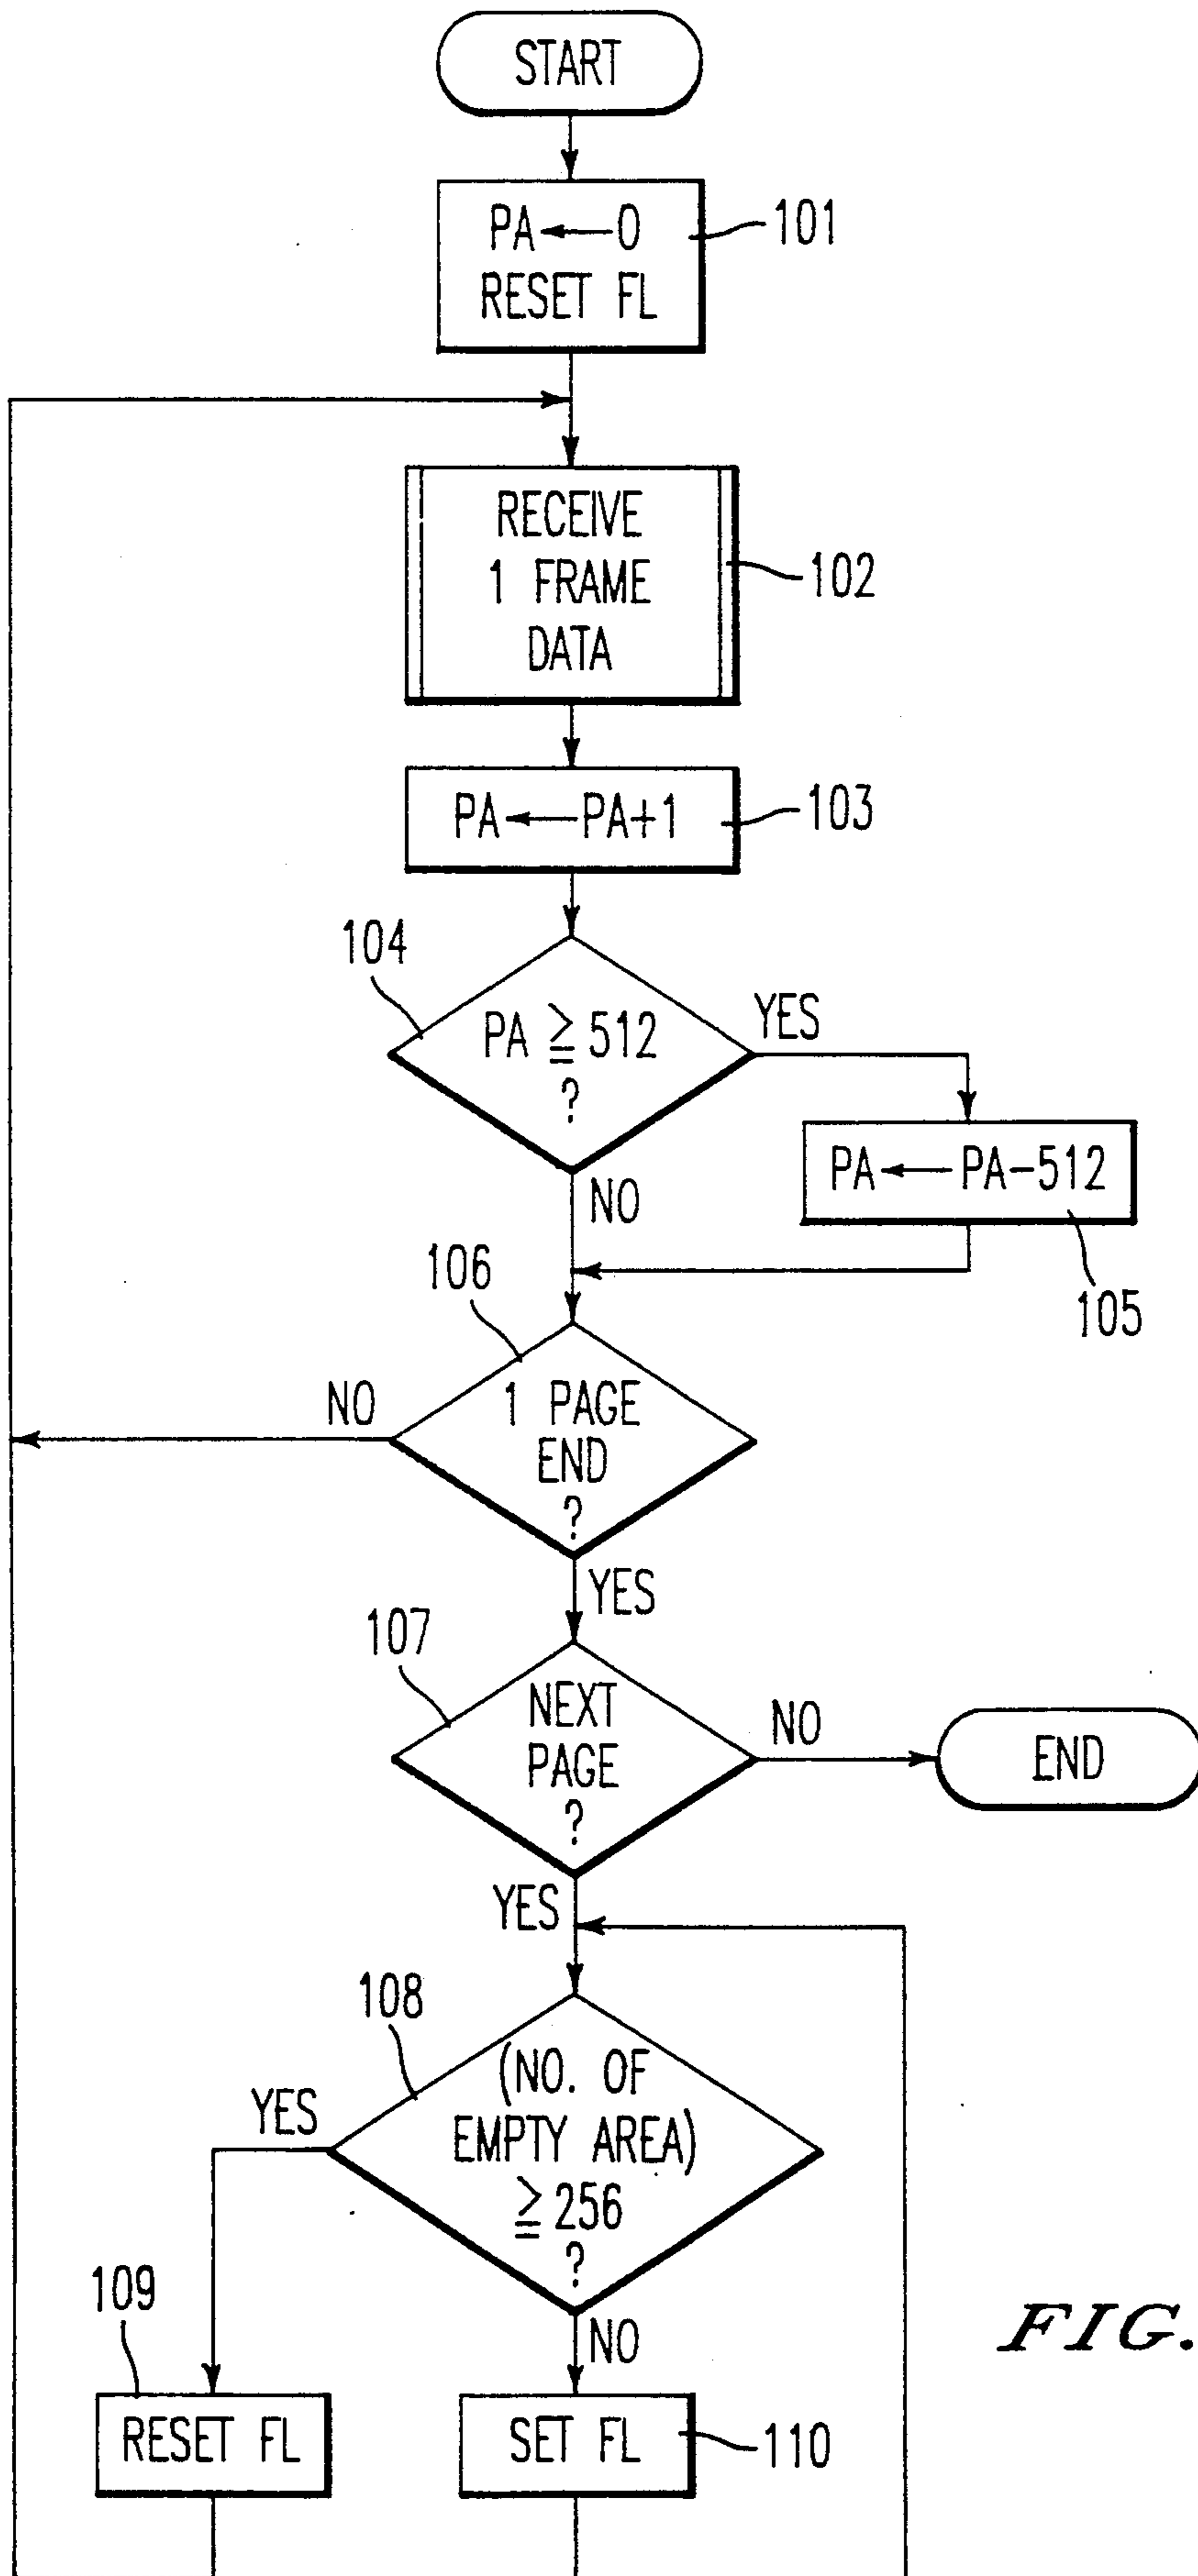 START
PA←0
RESET FL
101
RECEIVE
1 FRAME
DATA
102
PA←PA+1
103
104
PA ≧ 512
?
YES
NO
PA← PA-512
105
106
1 PAGE
END
?
NO
YES
107
NEXT
PAGE
?
NO
END
YES
108
(NO. OF
EMPTY AREA)
≧ 256
?
YES
NO
109
RESET FL
SET FL
110
FIG.